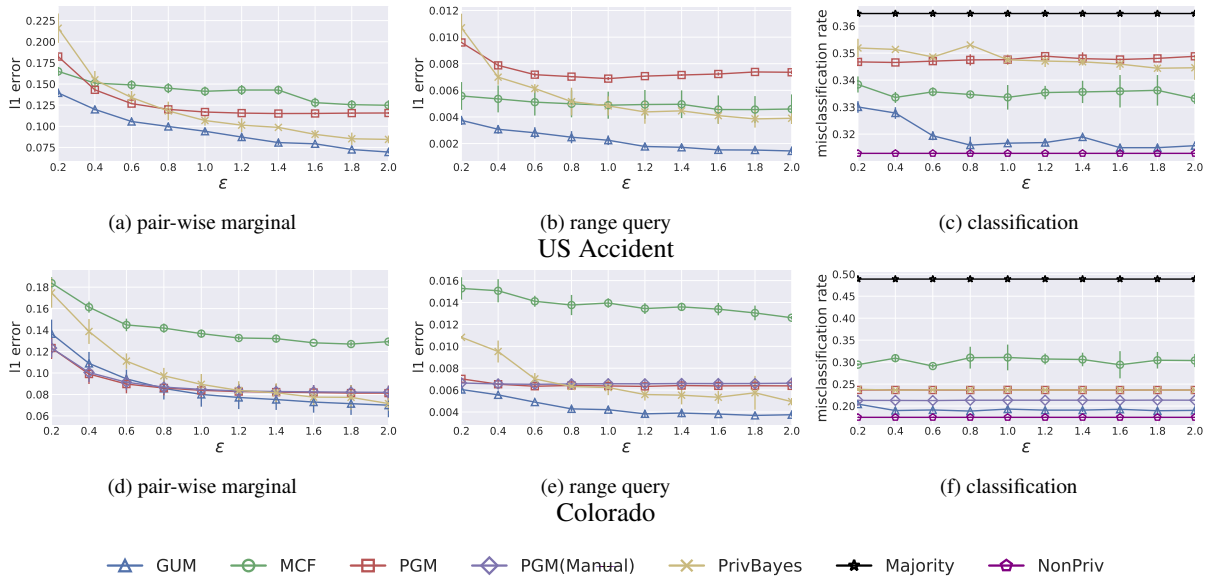 0.225
0.200
0.175
0.150
0.125
0.100
0.075
l1 error
0.2 0.4 0.6 0.8 1.0 1.2 1.4 1.6 1.8 2.0
ε
(a) pair-wise marginal
0.012
0.010
0.008
0.006
0.004
0.002
l1 error
0.2 0.4 0.6 0.8 1.0 1.2 1.4 1.6 1.8 2.0
ε
(b) range query
0.36
0.35
0.34
0.33
0.32
misclassification rate
0.2 0.4 0.6 0.8 1.0 1.2 1.4 1.6 1.8 2.0
ε
(c) classification
US Accident
0.18
0.16
0.14
0.12
0.10
0.08
0.06
l1 error
0.2 0.4 0.6 0.8 1.0 1.2 1.4 1.6 1.8 2.0
ε
(d) pair-wise marginal
0.016
0.014
0.012
0.010
0.008
0.006
0.004
l1 error
0.2 0.4 0.6 0.8 1.0 1.2 1.4 1.6 1.8 2.0
ε
(e) range query
0.50
0.45
0.40
0.35
0.30
0.25
0.20
misclassification rate
0.2 0.4 0.6 0.8 1.0 1.2 1.4 1.6 1.8 2.0
ε
(f) classification
Colorado
GUM MCF PGM PGM(Manual) PrivBayes Majority NonPriv